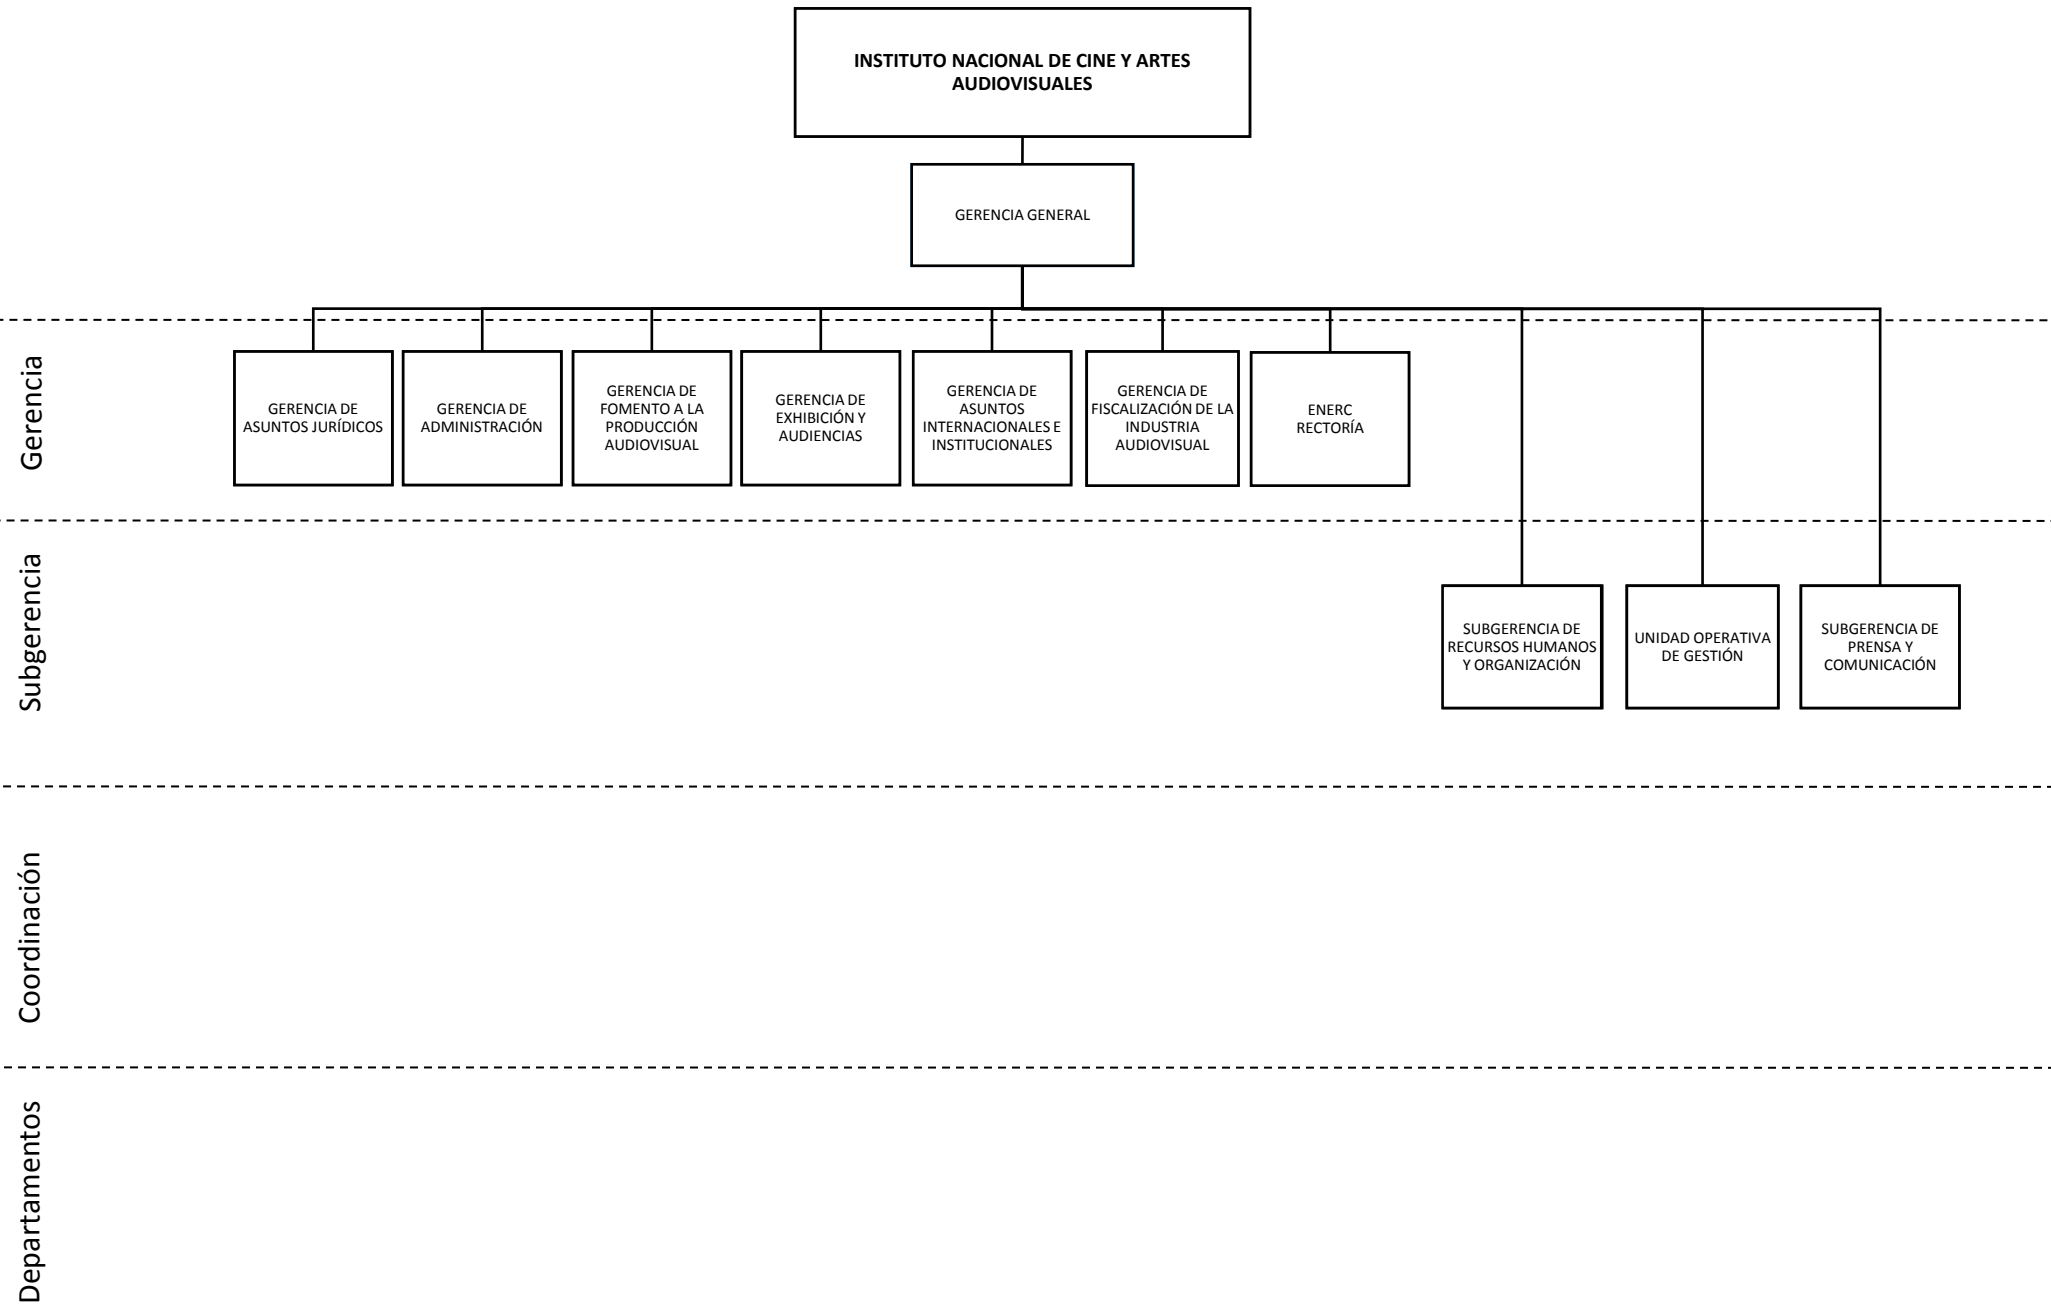 INSTITUTO NACIONAL DE CINE Y ARTES
AUDIOVISUALES
GERENCIA GENERAL
Gerencia
GERENCIA DE
ASUNTOS JURÍDICOS
GERENCIA DE
ADMINISTRACIÓN
GERENCIA DE
FOMENTO A LA
PRODUCCIÓN
AUDIOVISUAL
GERENCIA DE
EXHIBICIÓN Y
AUDIENCIAS
GERENCIA DE
ASUNTOS
INTERNACIONALES E
INSTITUCIONALES
GERENCIA DE
FISCALIZACIÓN DE LA
INDUSTRIA
AUDIOVISUAL
ENERC
RECTORÍA
Subgerencia
SUBGERENCIA DE
RECURSOS HUMANOS
Y ORGANIZACIÓN
UNIDAD OPERATIVA
DE GESTIÓN
SUBGERENCIA DE
PRENSA Y
COMUNICACIÓN
Coordinación
Departamentos